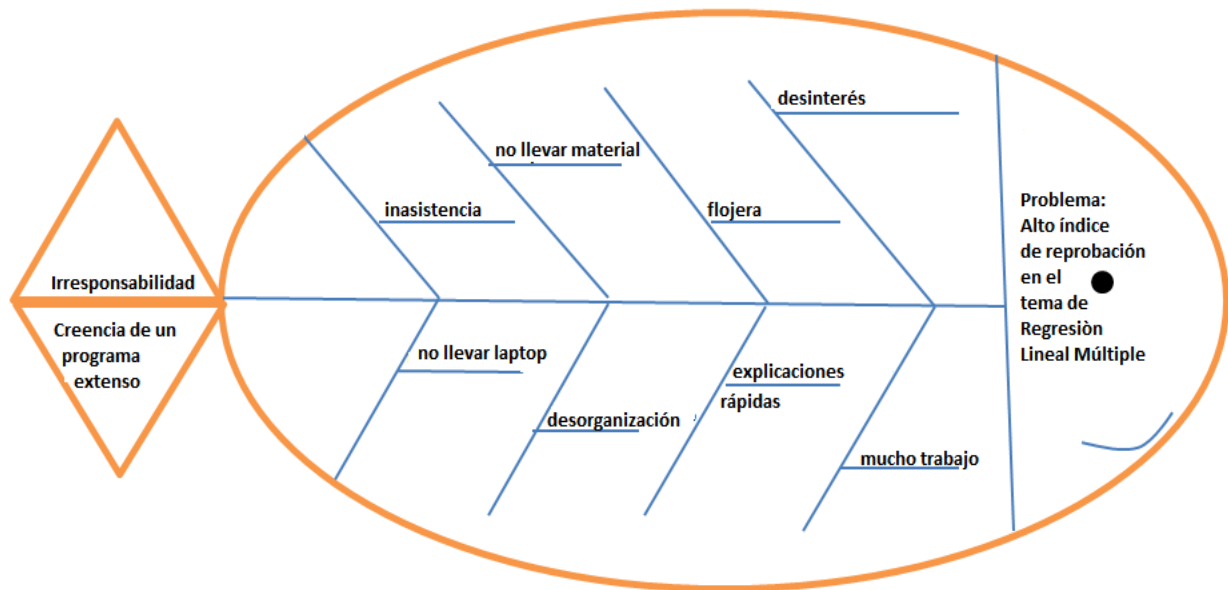 desinterés
no llevar material
inasistencia
flojera
Problema:
Alto índice
de reprobación
en el
tema de
Regresiòn
Lineal Múltiple
Irresponsabilidad
Creencia de un
programa
extenso
no llevar laptop
explicaciones
rápidas
desorganización
mucho trabajo